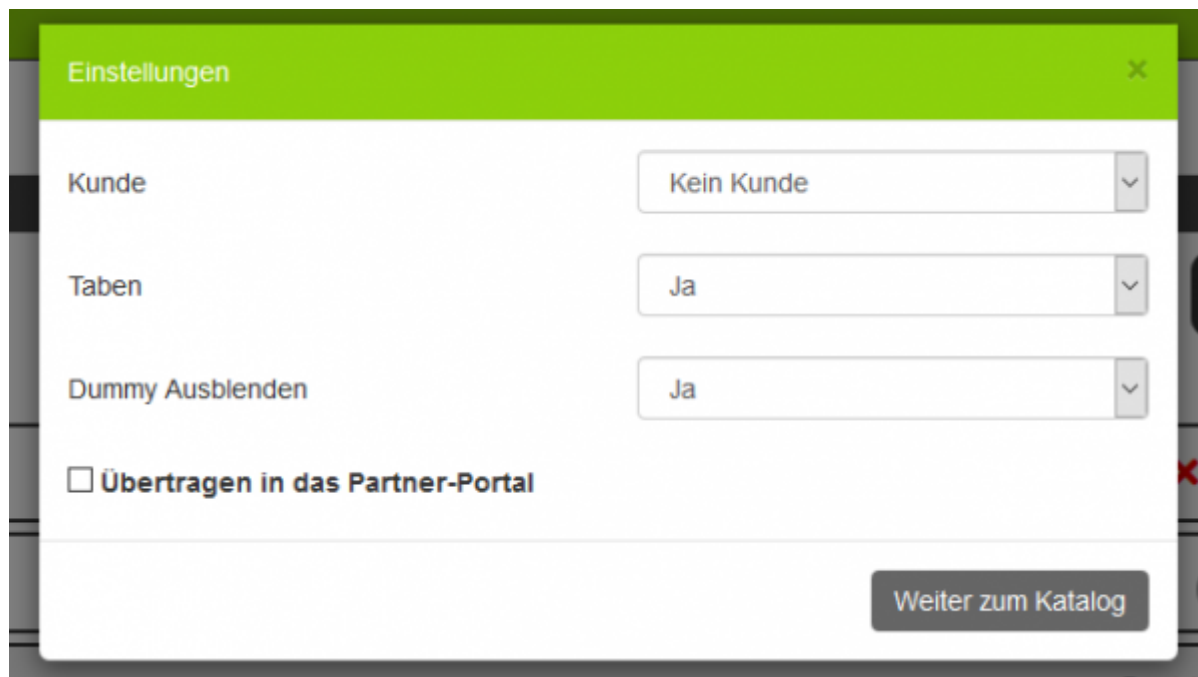 Einstellungen ×
Kunde Kein Kunde
Taben Ja
Dummy Ausblenden Ja
Übertragen in das Partner-Portal
Weiter zum Katalog